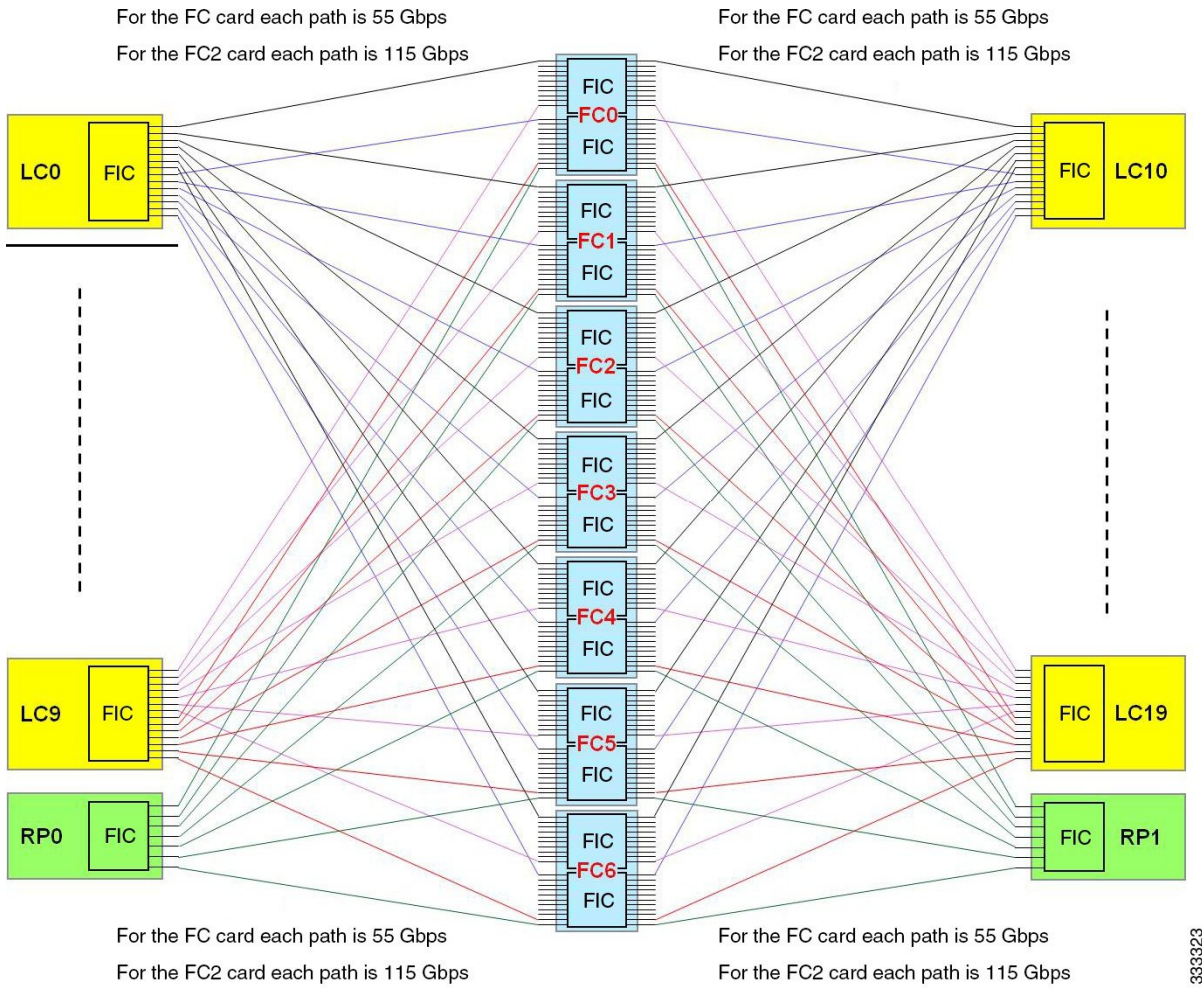 For the FC card each path is 55 Gbps
For the FC2 card each path is 115 Gbps
For the FC card each path is 55 Gbps
For the FC2 card each path is 115 Gbps
LC0
FIC
FIC
FC0
FIC
FIC
LC10
FIC
FC1
FIC
FIC
FC2
FIC
FIC
FC3
FIC
FIC
FC4
FIC
LC9
FIC
FIC
FC5
FIC
FIC
LC19
RP0
FIC
FIC
FC6
FIC
FIC
RP1
For the FC card each path is 55 Gbps
For the FC2 card each path is 115 Gbps
For the FC card each path is 55 Gbps
For the FC2 card each path is 115 Gbps
333323